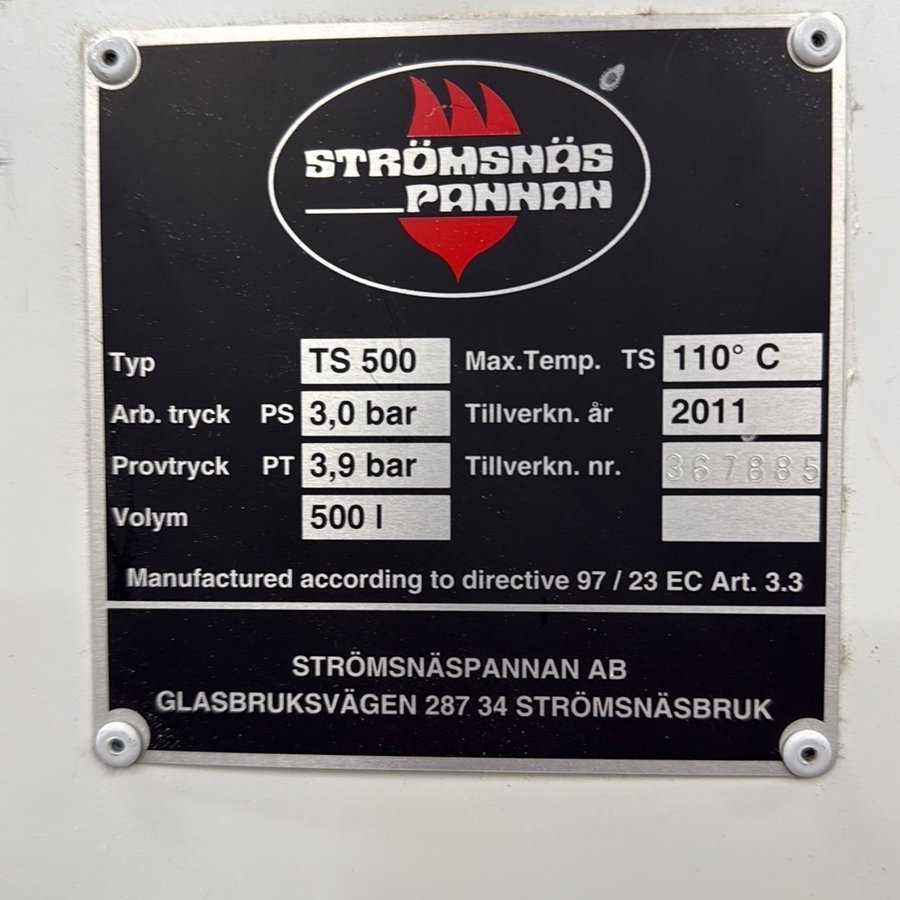 STRÖMSNÄS
PANNAN
Typ TS 500 Max.Temp. TS 110° C
Arb. tryck PS 3,0 bar Tillverkn. år 2011
Provtryck PT 3,9 bar Tillverkn. nr. 367885
Volym 500 l
Manufactured according to directive 97 / 23 EC Art. 3.3
STRÖMSNÄSPANNAN AB
GLASBRUKSVÄGEN 287 34 STRÖMSNÄSBRUK